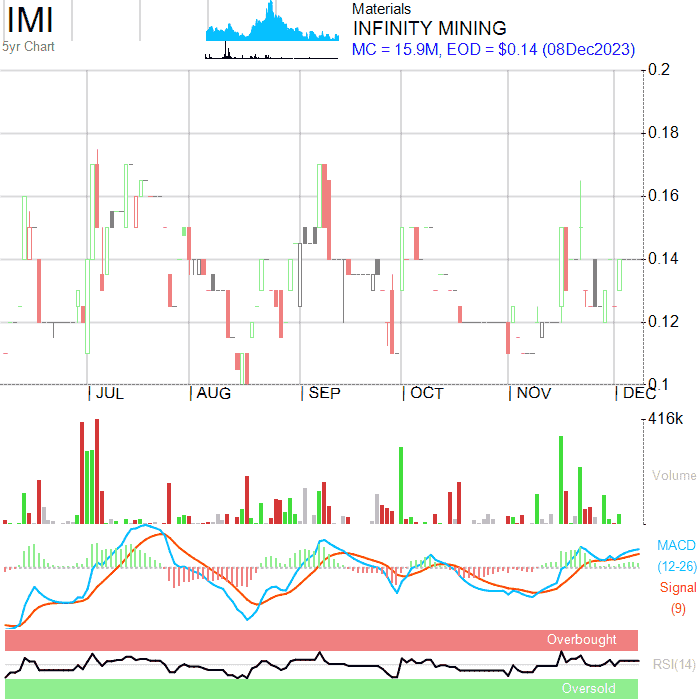 IMI
5yr Chart
Materials
INFINITY MINING
MC = 15.9M, EOD = $0.14 (08Dec2023)
0.2
0.18
0.16
0.14
0.12
0.1
JUL
AUG
SEP
OCT
NOV
DEC
416k
Volume
MACD
(12-26)
Signal
(9)
Overbought
RSI(14)
Oversold